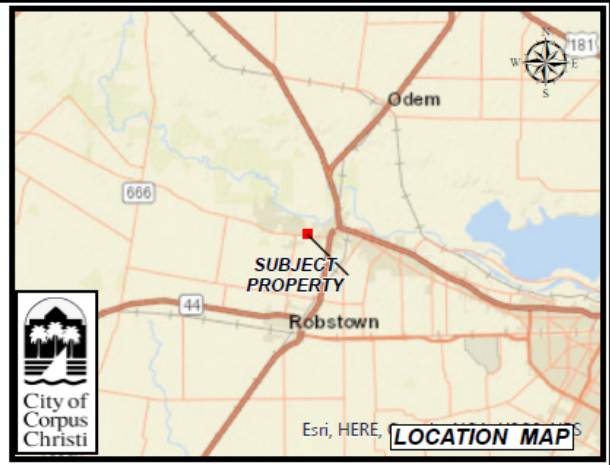 181
N
W E
S
Odem
666
SUBJECT
PROPERTY
44
Robstown
City of
Corpus
Christi
Esri, HERE,
LOCATION MAP